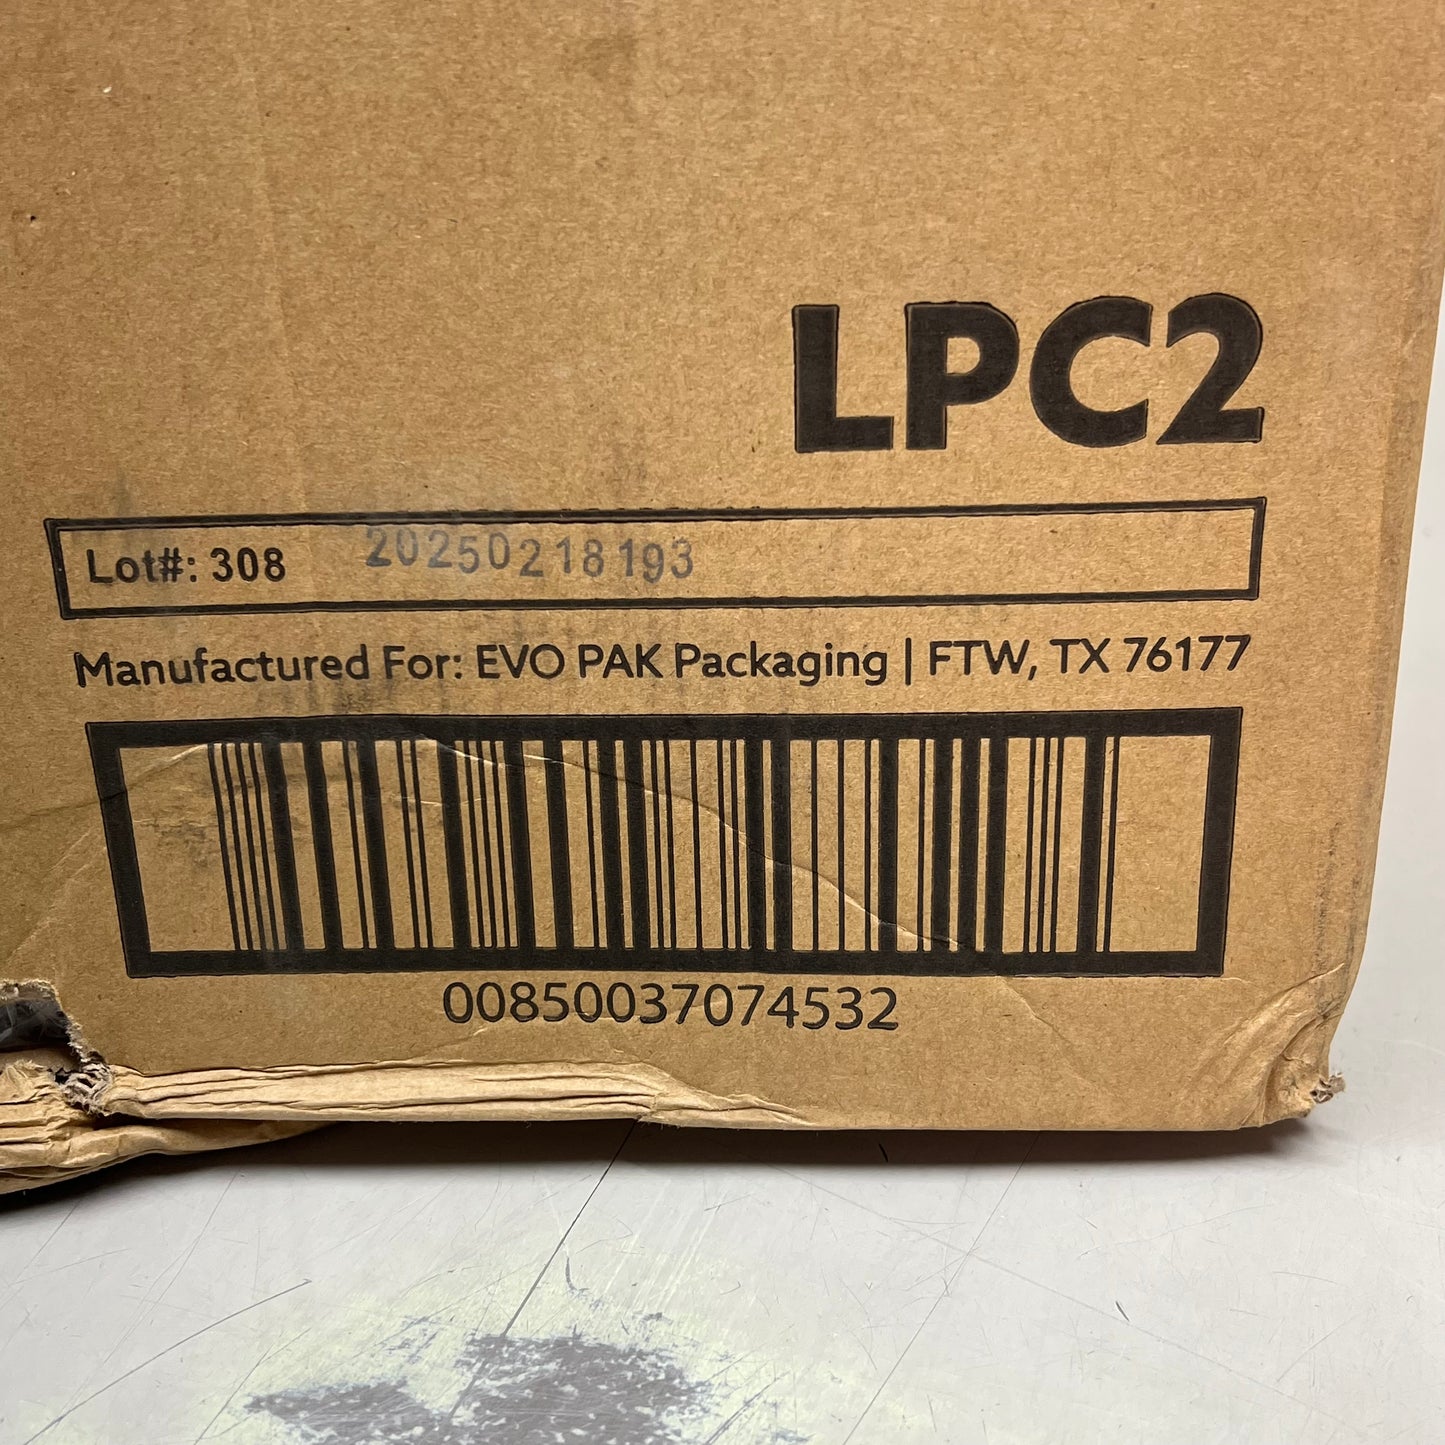 LPC2
Lot#: 308 20250218193
Manufactured For: EVO PAK Packaging | FTW, TX 76177
00850037074532